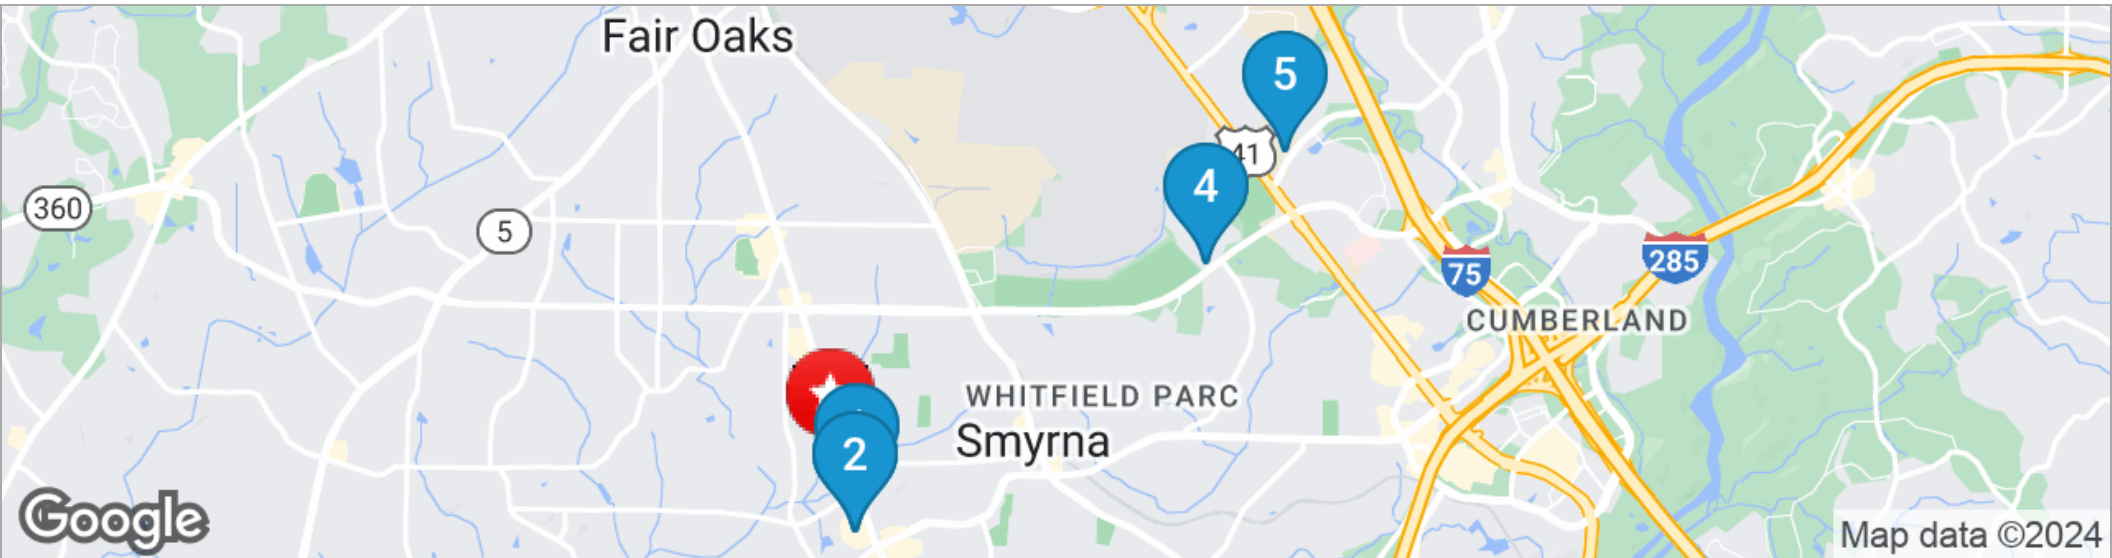 Fair Oaks
5
41
4
360
5
75
285
CUMBERLAND
WHITFIELD PARC
Smyrna
2
Google
Map data ©2024